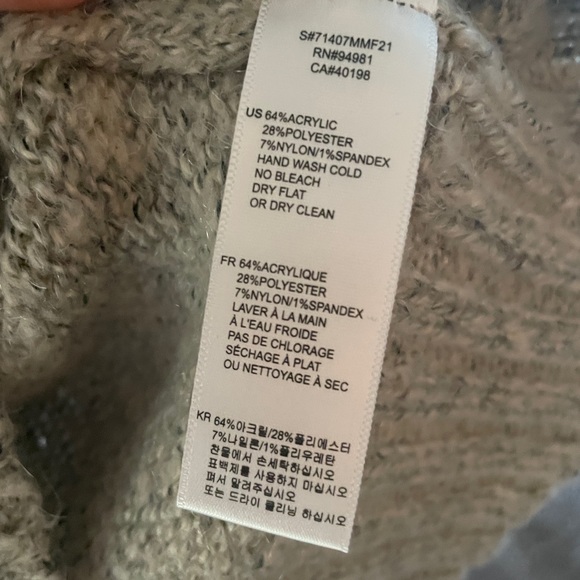 S#71407MMF21
RN#94981
CA#40198
US 64%ACRYLIC
28%POLYESTER
7%NYLON/1%SPANDEX
HAND WASH COLD
NO BLEACH
DRY FLAT
OR DRY CLEAN
FR 64%ACRYLIQUE
28%POLYESTER
7%NYLON/1%SPANDEX
LAVER À LA MAIN
À L'EAU FROIDE
PAS DE CHLORAGE
SÉCHAGE À PLAT
OU NETTOYAGE À SEC
KR 64%아크릴/28%폴리에스터
7%나일론/1%폴리우레탄
찬물에서 손세탁하십시오
표백제를 사용하지 마십시오
펴서 말려주십시오
또는 드라이 클리닝 하십시오